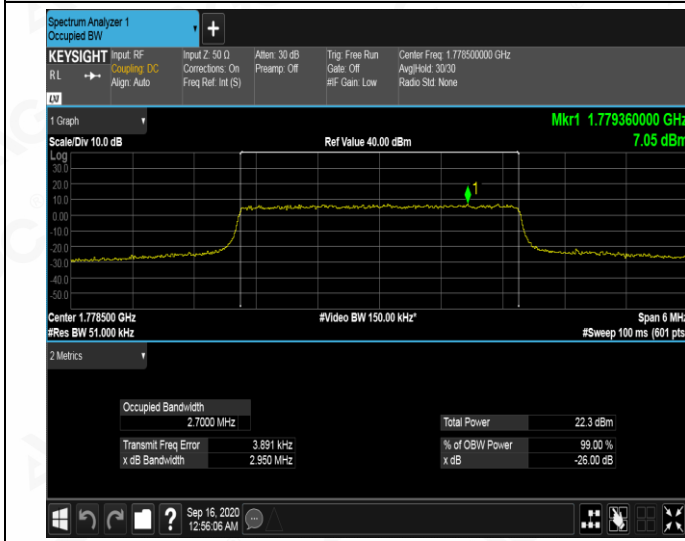 Spectrum Analyzer 1
Occupied BW
KEYSIGHT
RL
Input: RF
Coupling: DC
Align: Auto
Input Z: 50 Ω
Corrections: On
Freq Ref: Int (S)
Atten: 30 dB
Preamp: Off
Trig: Free Run
Gate: Off
#IF Gain: Low
Center Freq: 1.778500000 GHz
Avg|Hold: 30/30
Radio Std: None
LXI
1 Graph
Mkr1 1.779360000 GHz
Scale/Div 10.0 dB
Ref Value 40.00 dBm
7.05 dBm
Log
30.0
20.0
10.0
0.00
-10.0
-20.0
-30.0
-40.0
-50.0
1
Center 1.778500 GHz
#Video BW 150.00 kHz*
Span 6 MHz
#Res BW 51.000 kHz
#Sweep 100 ms (601 pts
2 Metrics
Occupied Bandwidth
2.7000 MHz
Total Power 22.3 dBm
Transmit Freq Error 3.891 kHz
% of OBW Power 99.00 %
x dB Bandwidth 2.950 MHz
x dB -26.00 dB
Sep 16, 2020
12:56:06 AM